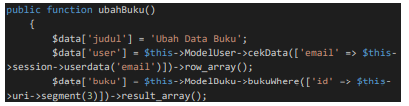 public function ubahBuku()
{
$data['judul'] = 'Ubah Data Buku';
$data['user'] = $this->ModelUser->cekData(['email' => $this-
>session->userdata('email')])->row_array();
$data['buku'] = $this->ModelBuku->bukuWhere(['id' => $this-
>uri->segment(3)])->result_array();